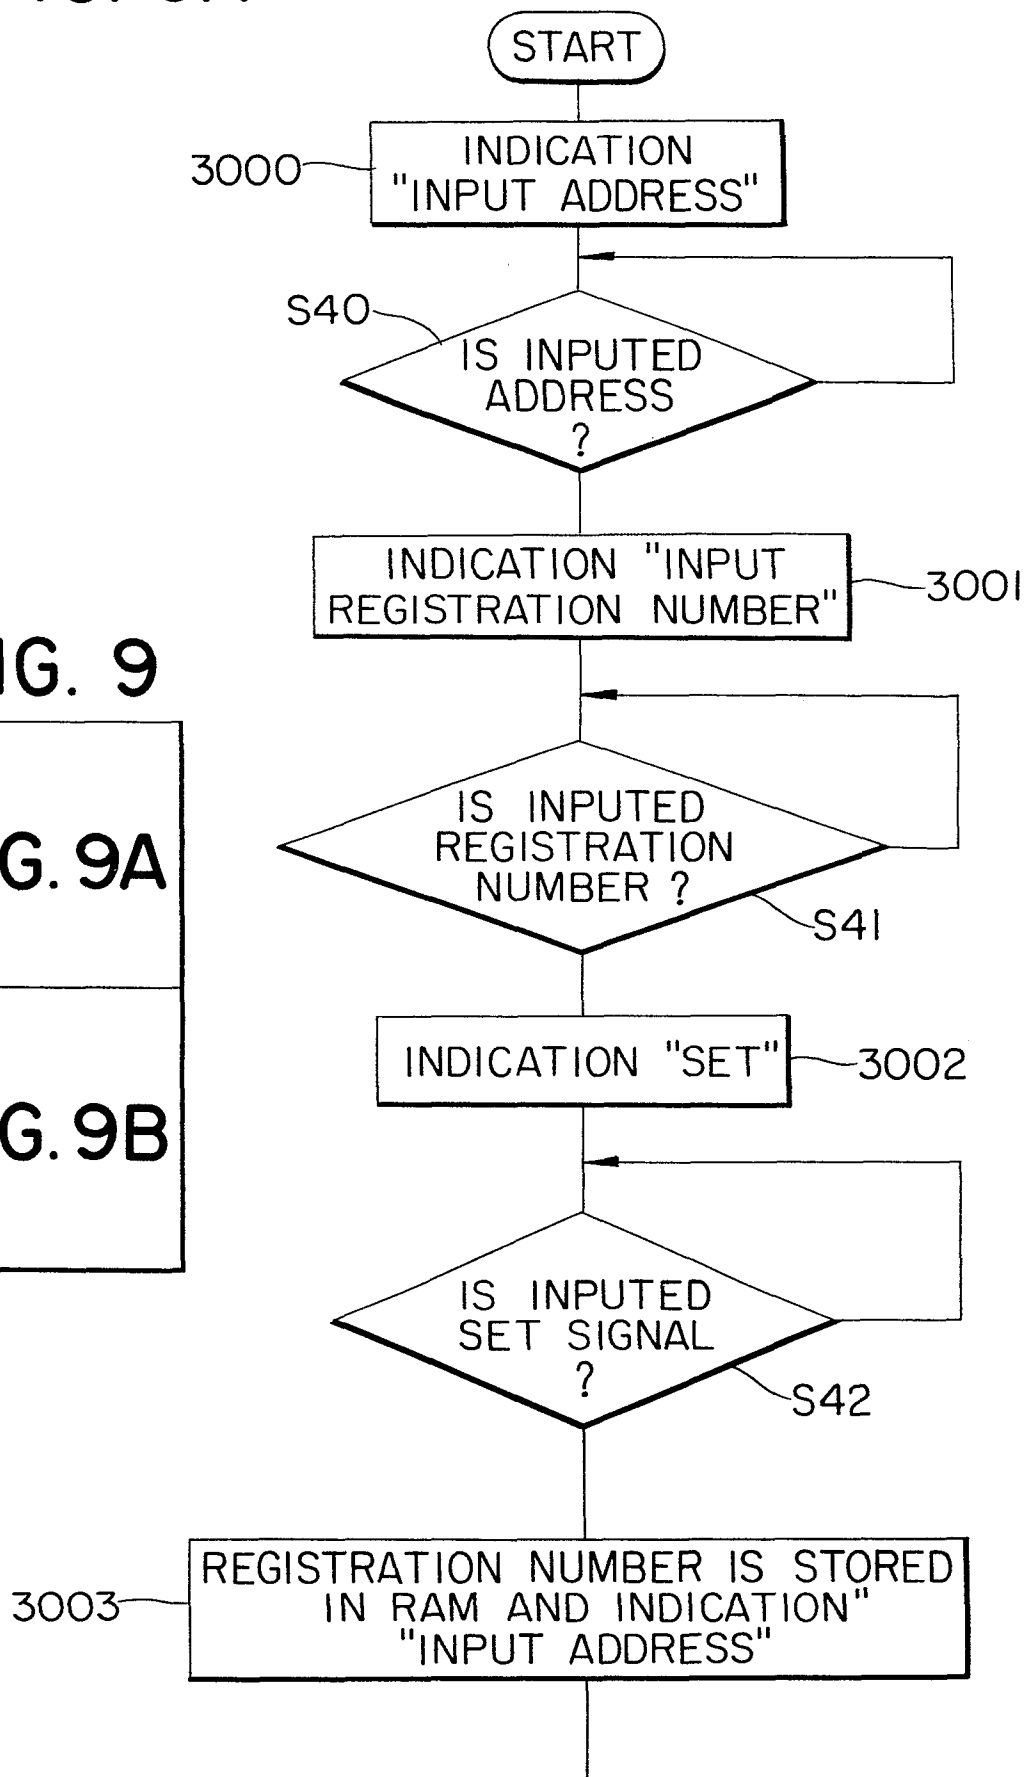 START
3000
INDICATION
"INPUT ADDRESS"
S40
IS INPUTED
ADDRESS
?
INDICATION "INPUT
REGISTRATION NUMBER"
3001
IG. 9
G. 9A
G. 9B
IS INPUTED
REGISTRATION
NUMBER ?
S41
INDICATION "SET"
3002
IS INPUTED
SET SIGNAL
?
S42
3003
REGISTRATION NUMBER IS STORED
IN RAM AND INDICATION"
"INPUT ADDRESS"